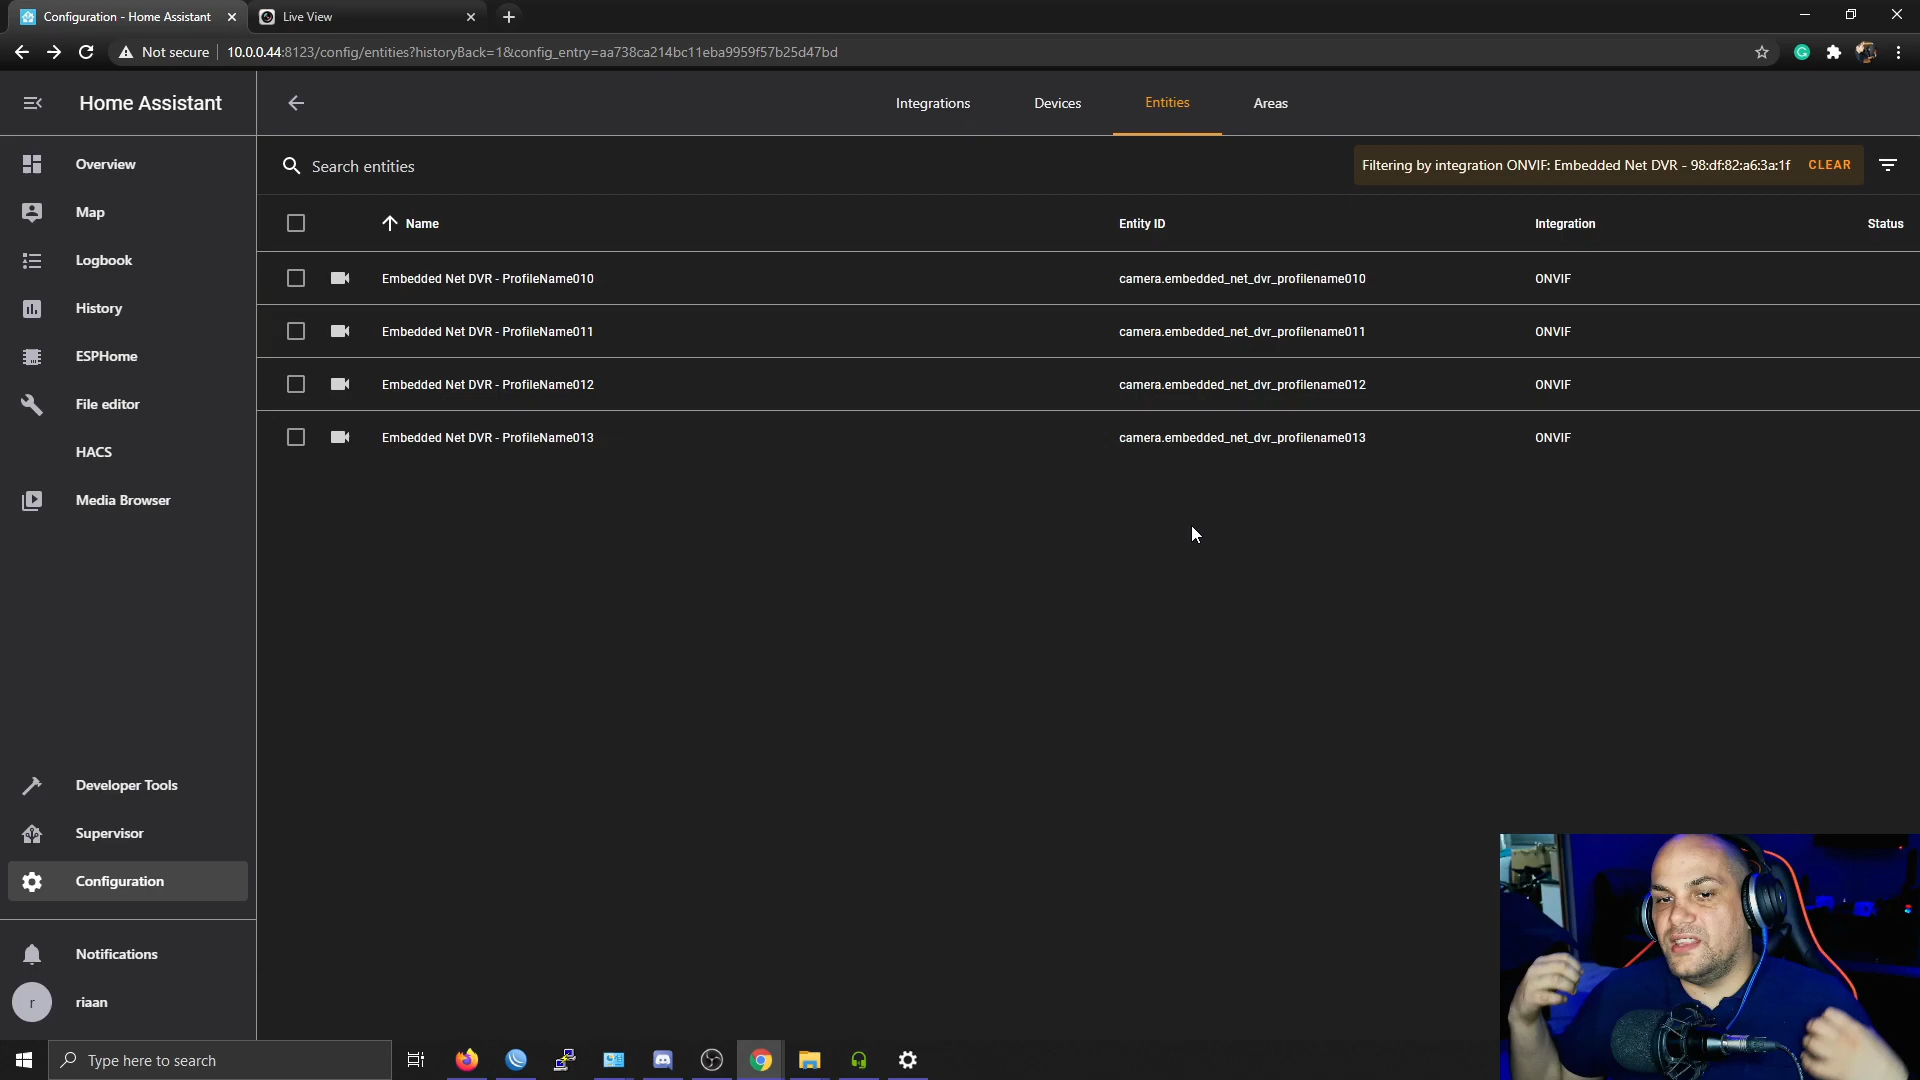 Configuration - Home Assistant
Live View
Not secure
10.0.0.44:8123/config/entities?historyBack=1&config_entry=aa738ca214bc11eba9959f57b25d47bd
Home Assistant
Integrations
Devices
Entities
Areas
Overview
Map
Logbook
History
ESPHome
File editor
HACS
Media Browser
Developer Tools
Supervisor
Configuration
Notifications
r
riaan
Search entities
Filtering by integration ONVIF: Embedded Net DVR - 98:df:82:a6:3a:1f CLEAR
Name Entity ID Integration Status
Embedded Net DVR - ProfileName010 camera.embedded_net_dvr_profilename010 ONVIF
Embedded Net DVR - ProfileName011 camera.embedded_net_dvr_profilename011 ONVIF
Embedded Net DVR - ProfileName012 camera.embedded_net_dvr_profilename012 ONVIF
Embedded Net DVR - ProfileName013 camera.embedded_net_dvr_profilename013 ONVIF
Type here to search